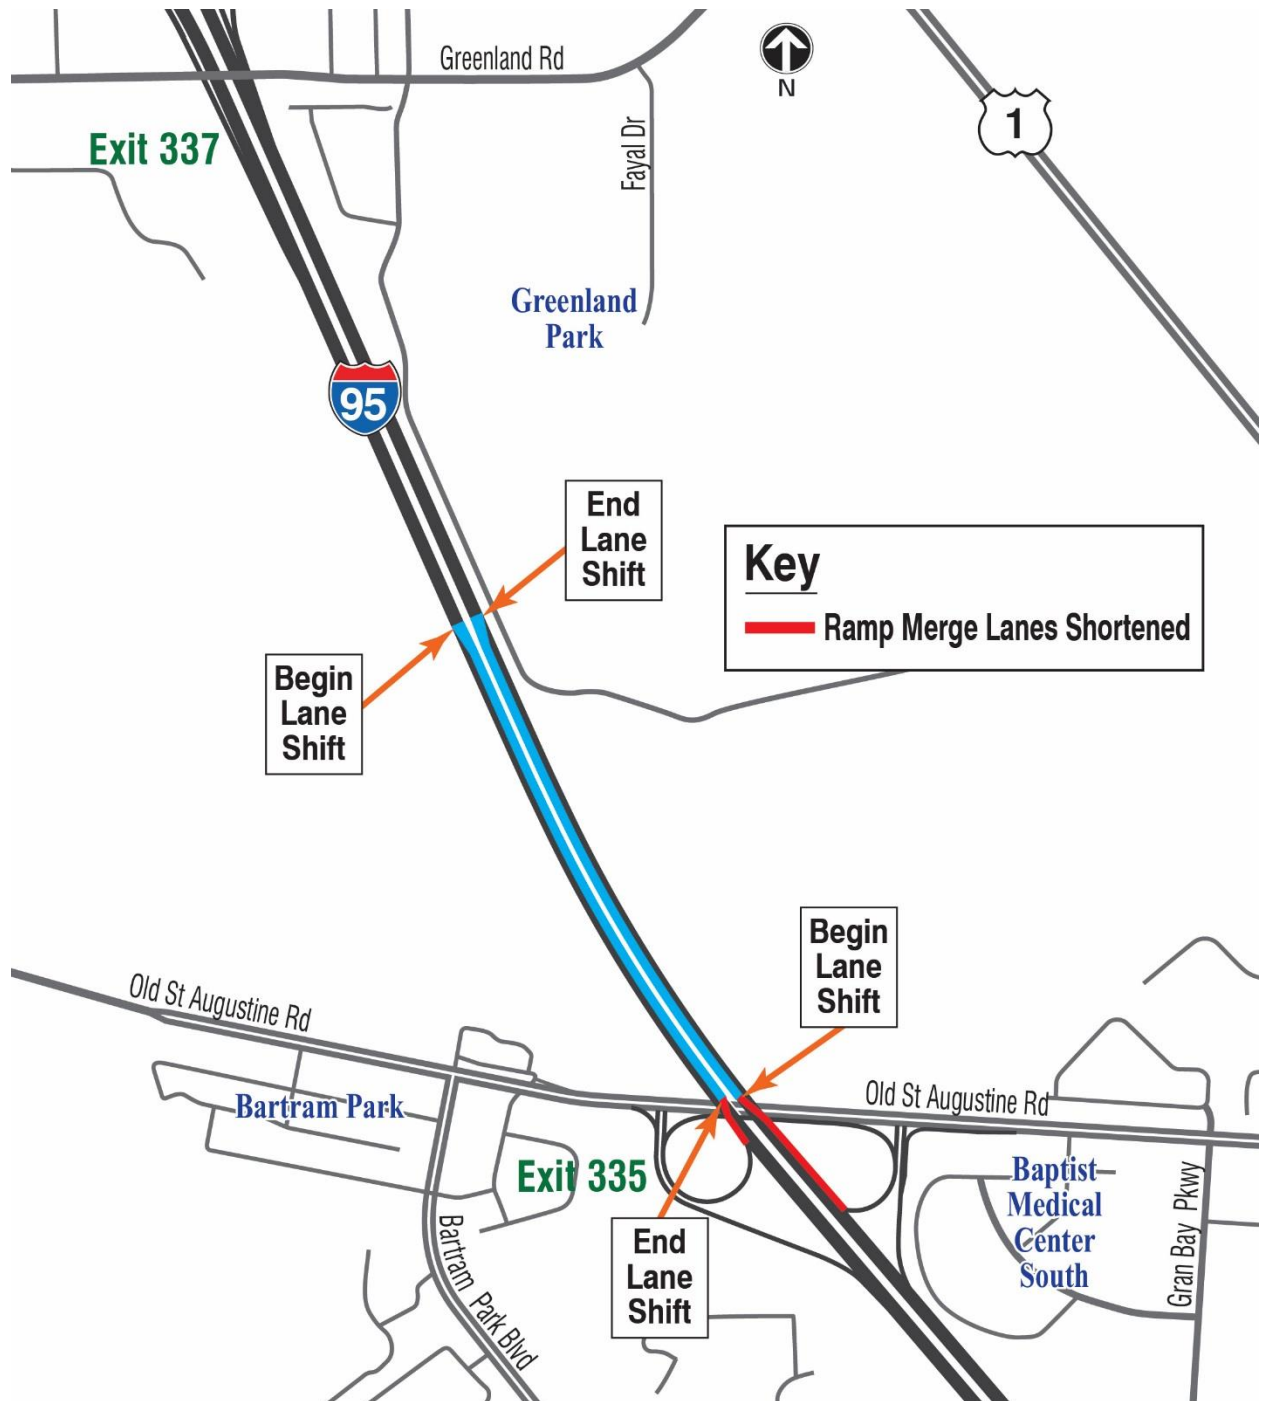 Greenland Rd
N
1
Exit 337
Fayal Dr
Greenland
Park
95
End
Lane
Shift
Key
Ramp Merge Lanes Shortened
Begin
Lane
Shift
Begin
Lane
Shift
Old St Augustine Rd
Old St Augustine Rd
Bartram Park
Exit 335
Baptist
Medical
Center
South
Gran Bay Pkwy
Bartram Park Blvd
End
Lane
Shift